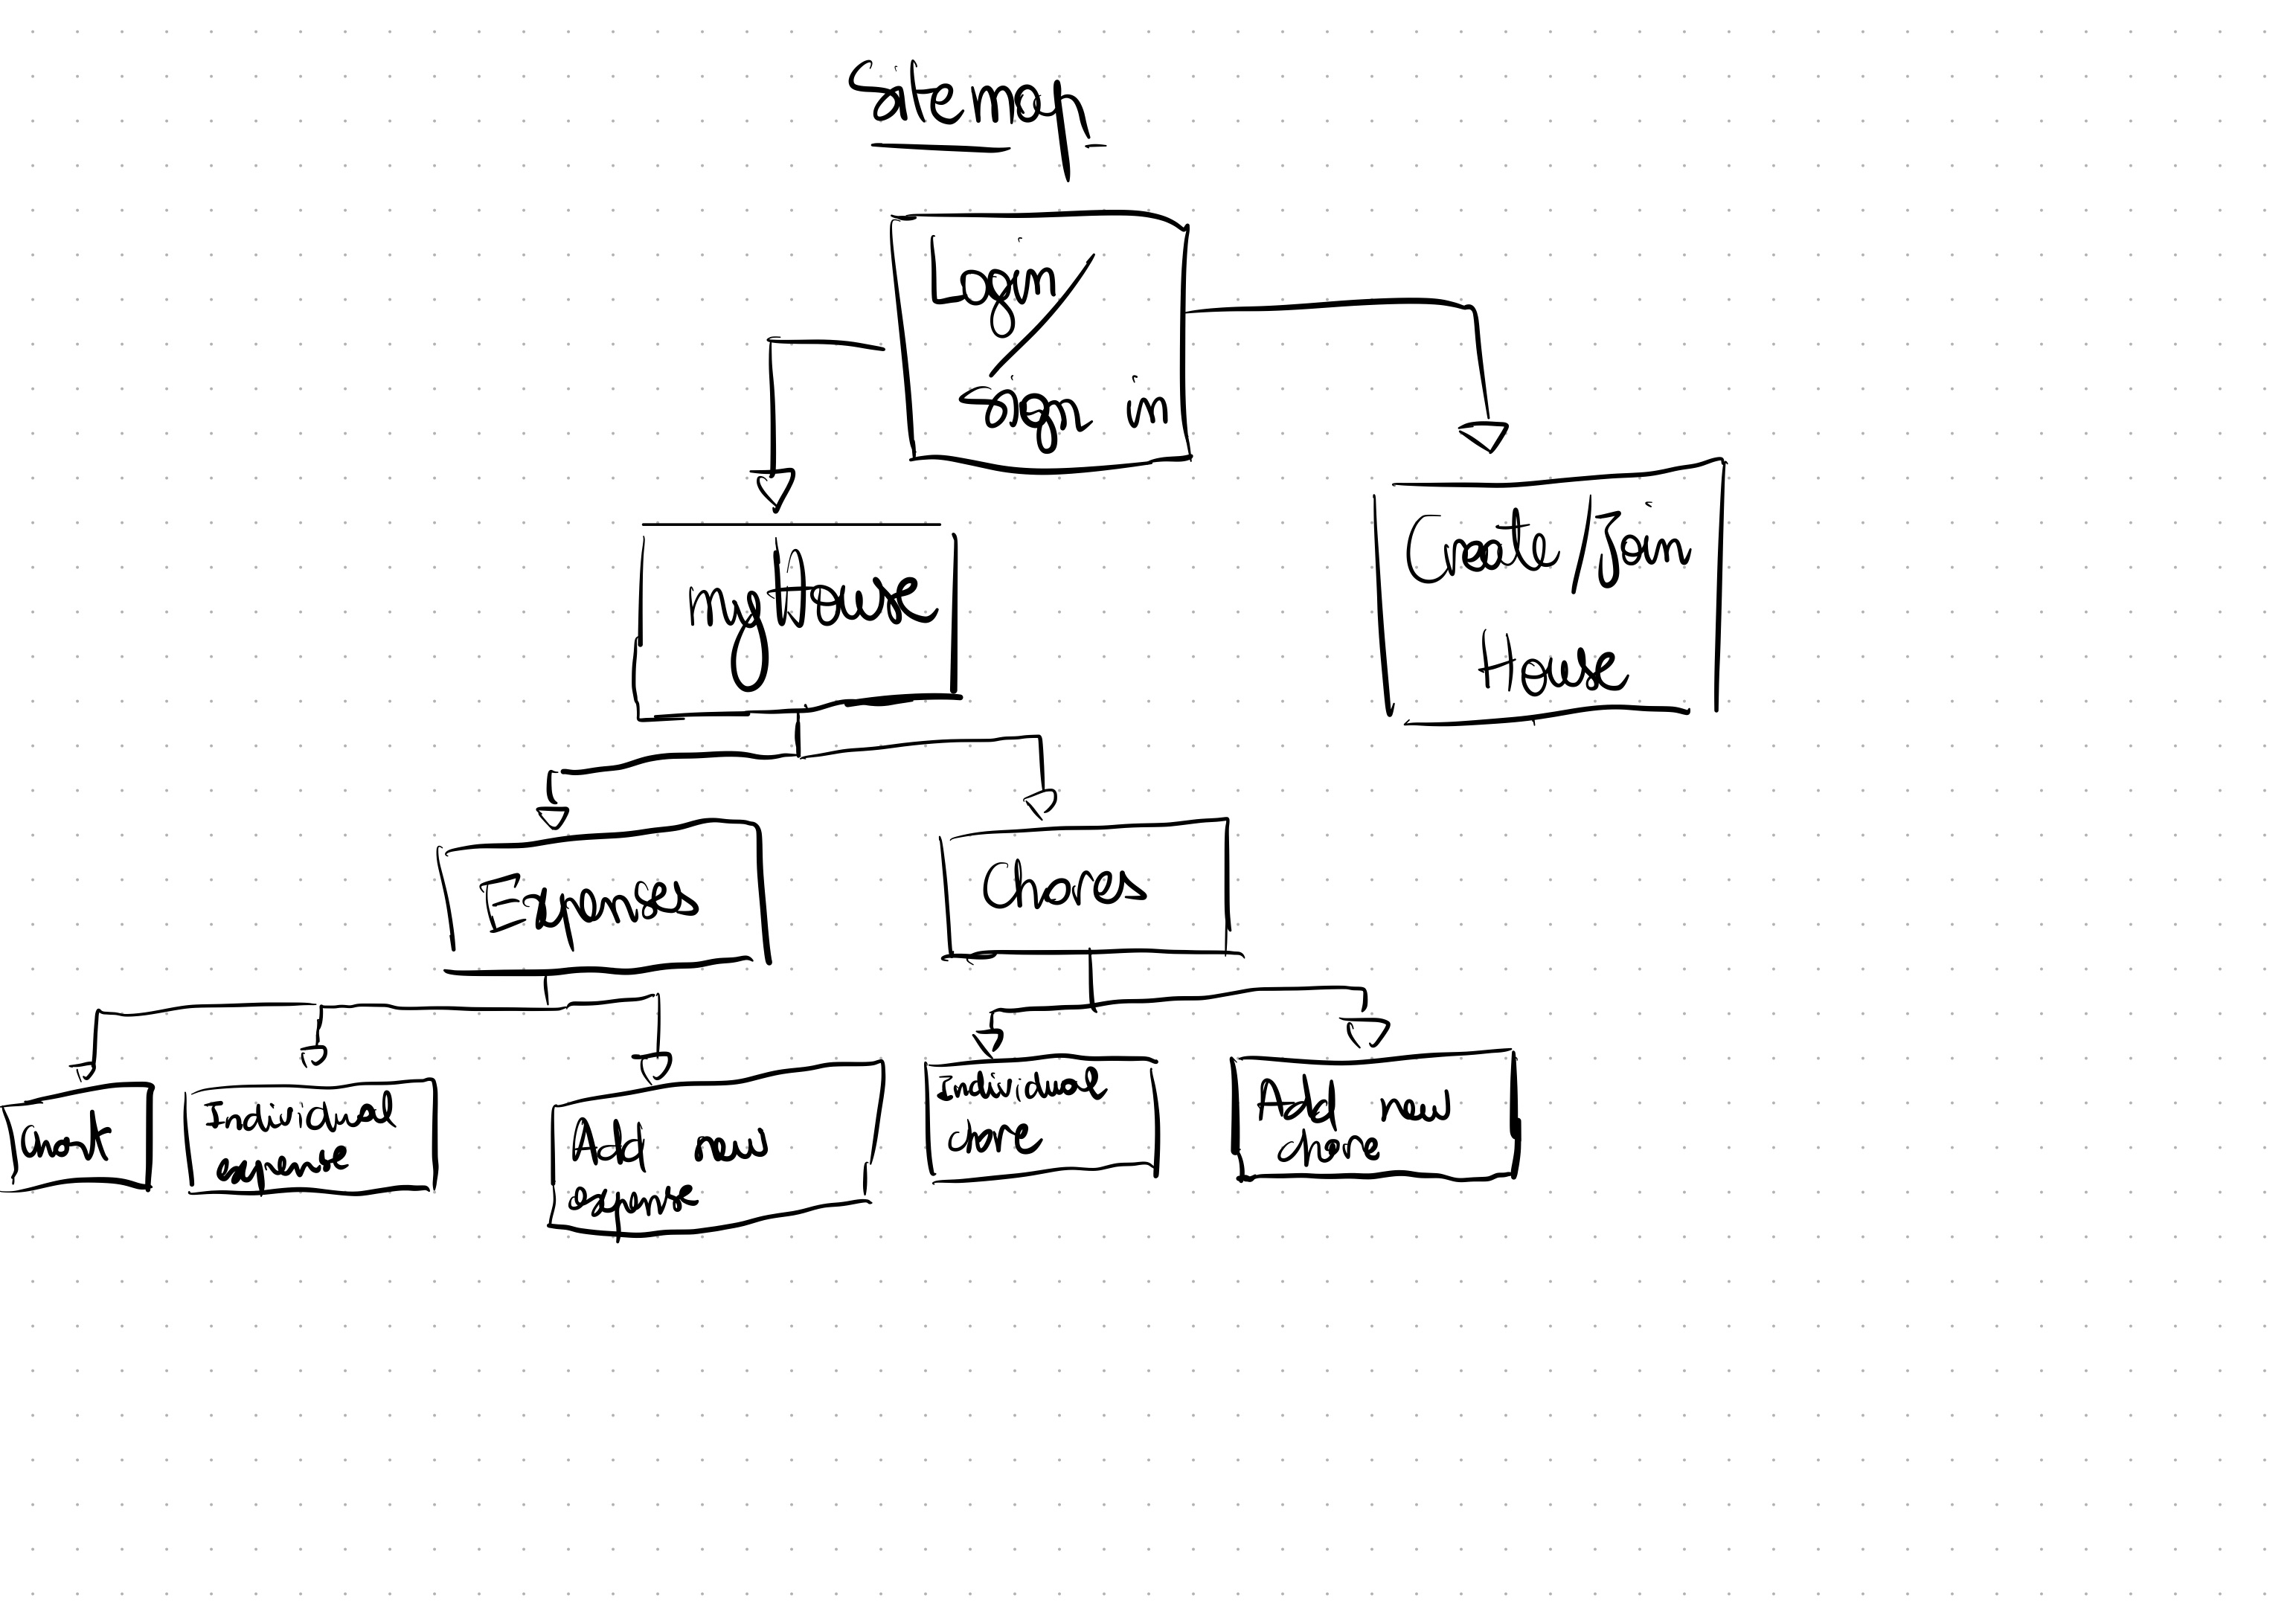 Sitemap
Login
/
Sign in
myHouse
Create/Join
House
Expenses
Chores
Individual
expense
Add new
expense
Individual
chore
Add new
chore